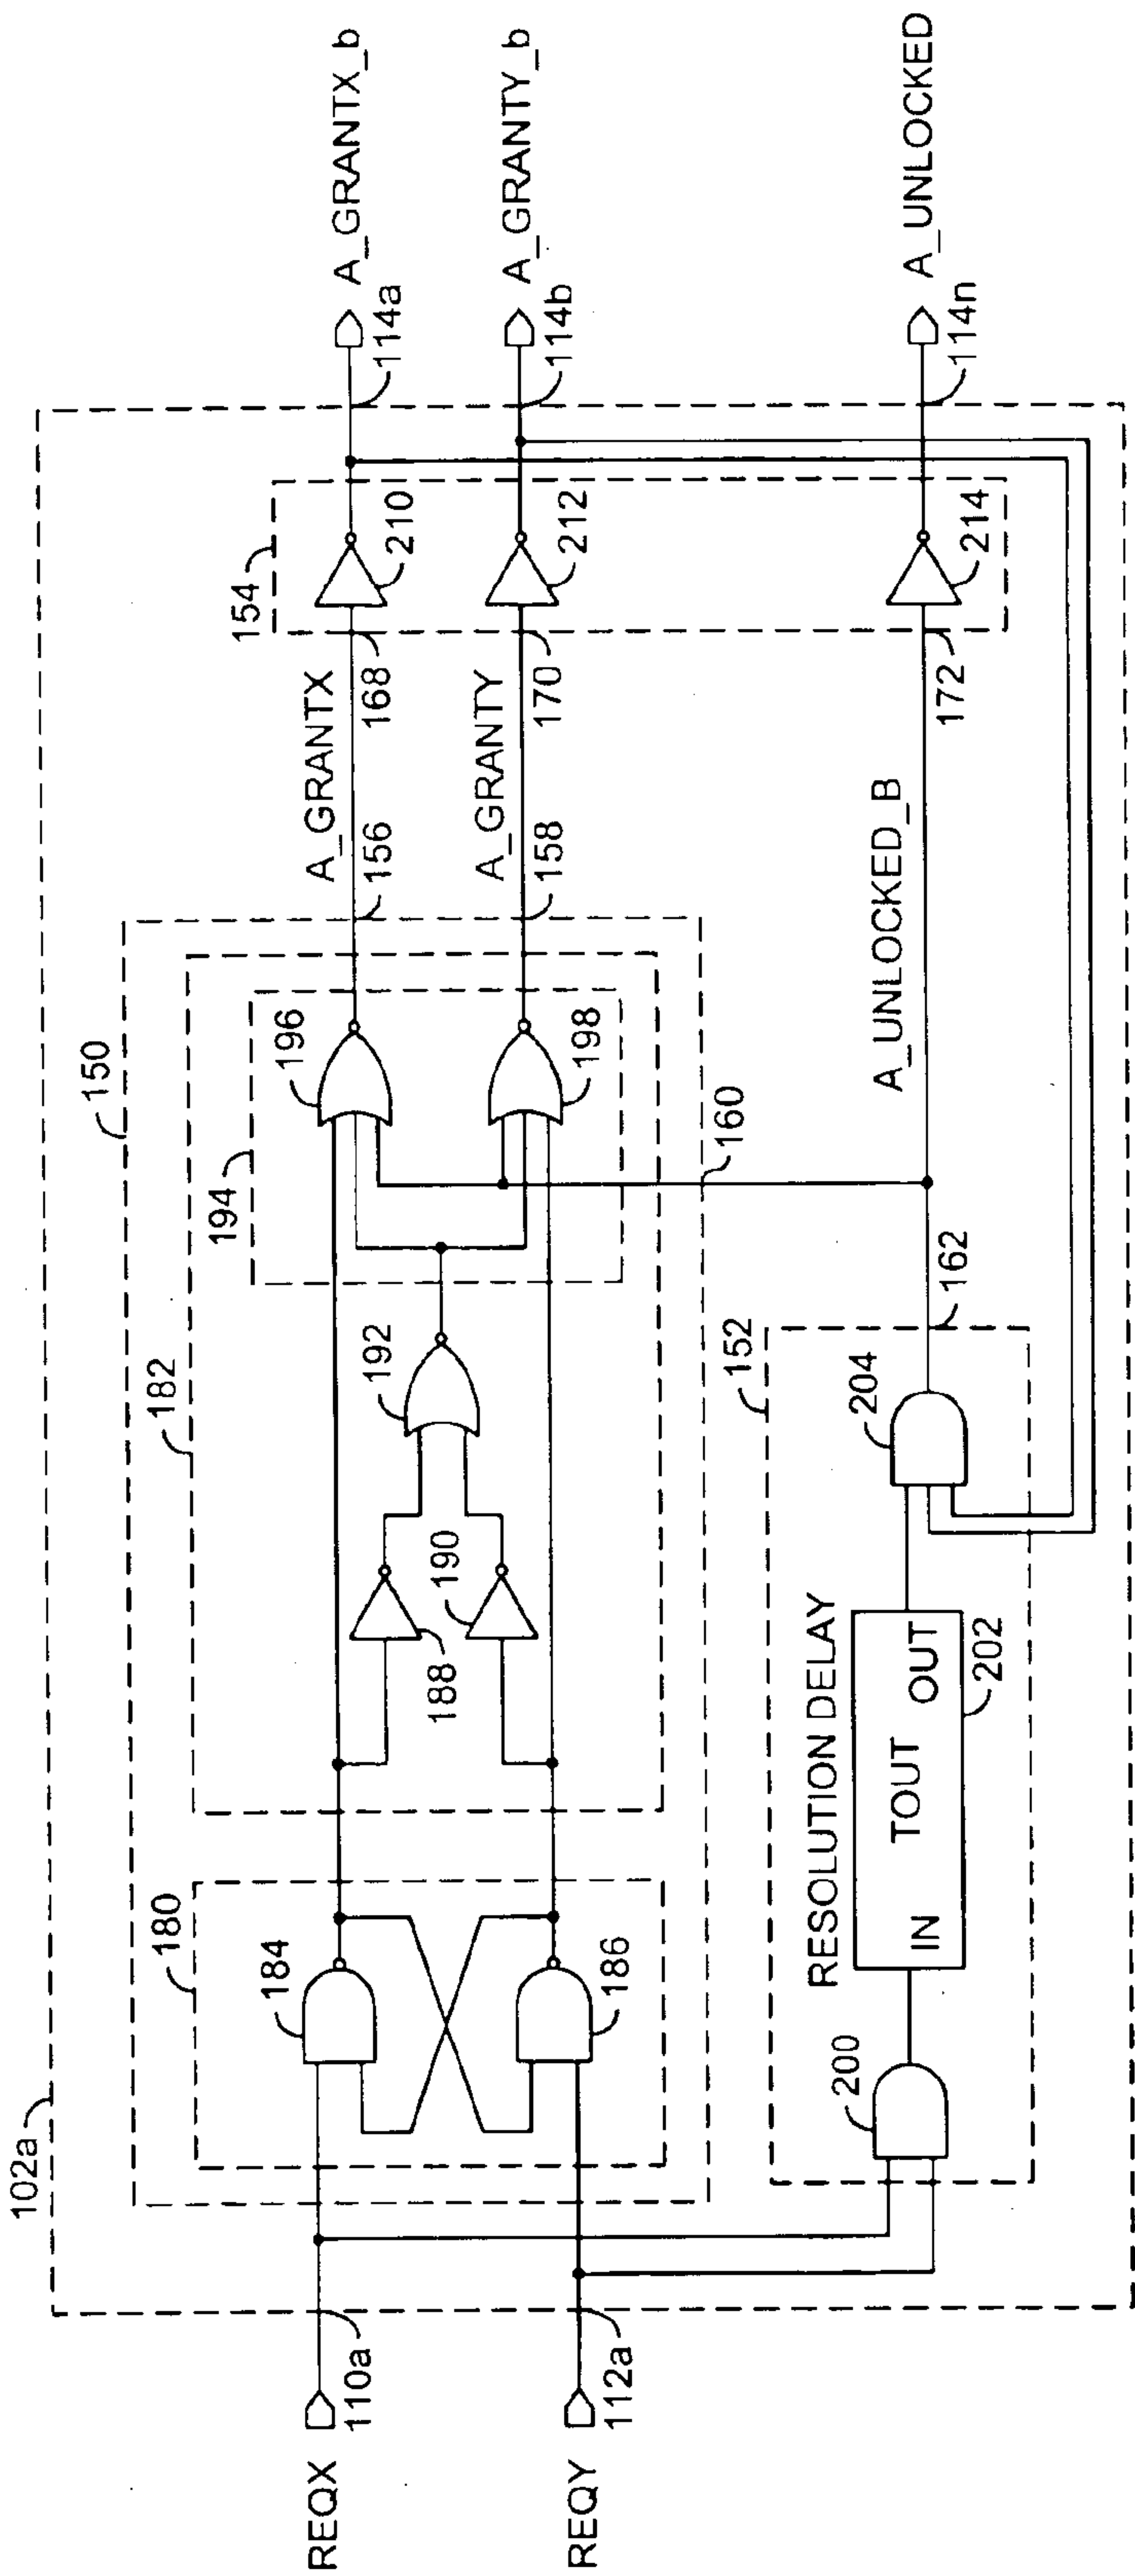 102a
150
182
194
180
184
186
188
190
192
196
198
160
REQX
110a
REQY
112a
A_GRANTX
156
168
A_GRANTY
158
170
154
210
212
214
172
A_GRANTX_b
114a
A_GRANTY_b
114b
A_UNLOCKED
114n
A_UNLOCKED_B
162
152
RESOLUTION DELAY
200
IN
TOUT
OUT
202
204